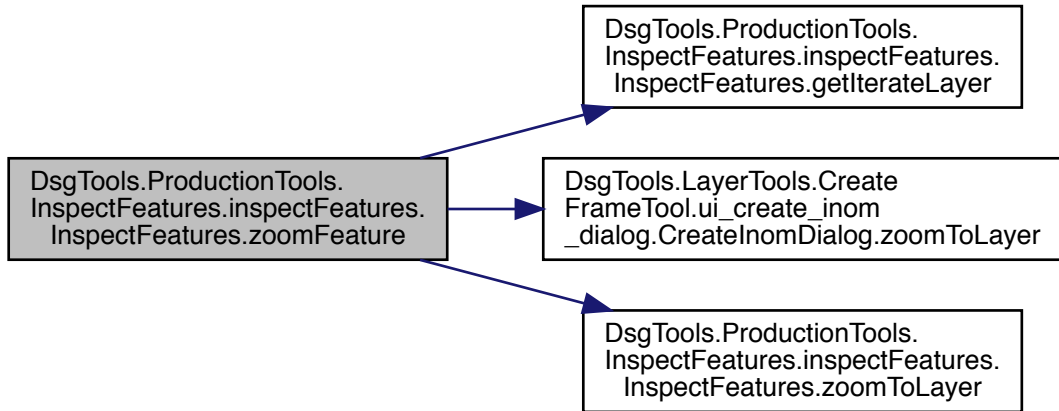 DsgTools.ProductionTools.
InspectFeatures.inspectFeatures.
InspectFeatures.getIterateLayer
DsgTools.ProductionTools.
InspectFeatures.inspectFeatures.
InspectFeatures.zoomFeature
DsgTools.LayerTools.Create
FrameTool.ui_create_inom
_dialog.CreateInomDialog.zoomToLayer
DsgTools.ProductionTools.
InspectFeatures.inspectFeatures.
InspectFeatures.zoomToLayer